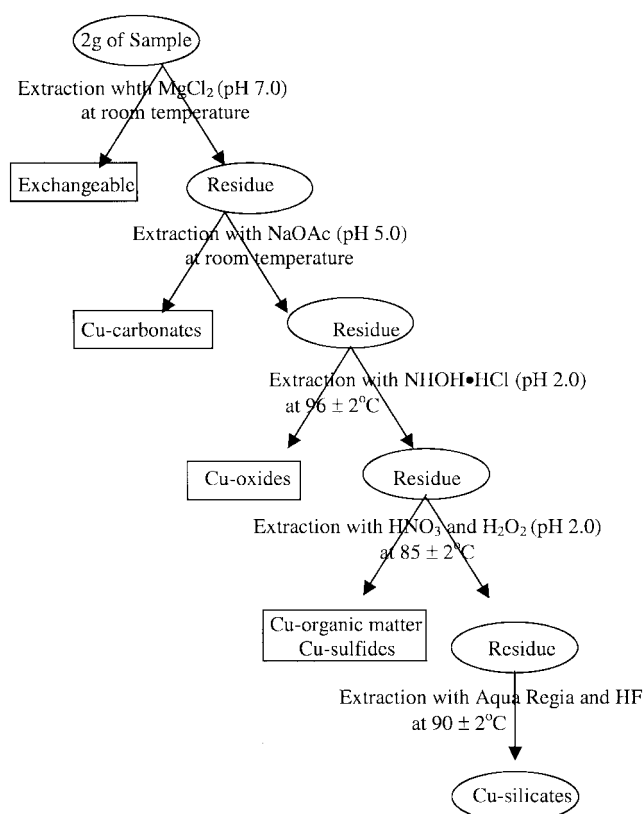 2g of Sample
Extraction whth MgCl₂ (pH 7.0)
at room temperature
Exchangeable
Residue
Extraction with NaOAc (pH 5.0)
at room temperature
Cu-carbonates
Residue
Extraction with NHOH•HCl (pH 2.0)
at 96 ± 2°C
Cu-oxides
Residue
Extraction with HNO₃ and H₂O₂ (pH 2.0)
at 85 ± 2°C
Cu-organic matter
Cu-sulfides
Residue
Extraction with Aqua Regia and HF
at 90 ± 2°C
Cu-silicates